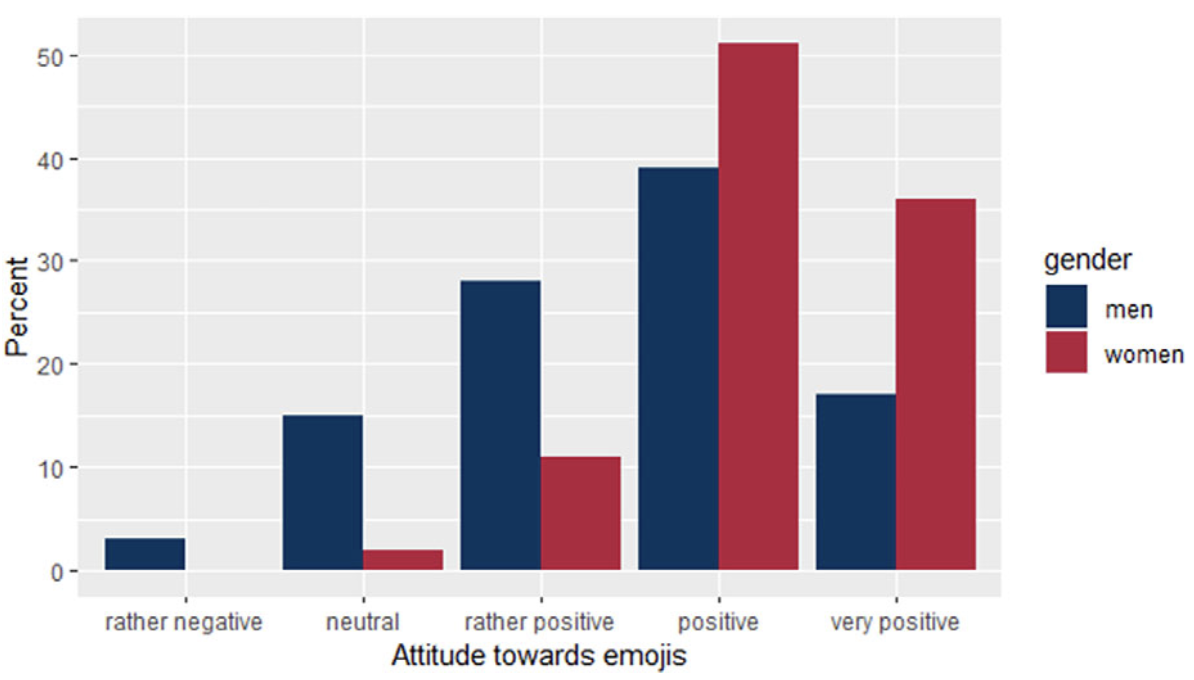 50
40
30
20
10
0
Percent
rather negative
neutral
rather positive
positive
very positive
Attitude towards emojis
gender
men
women